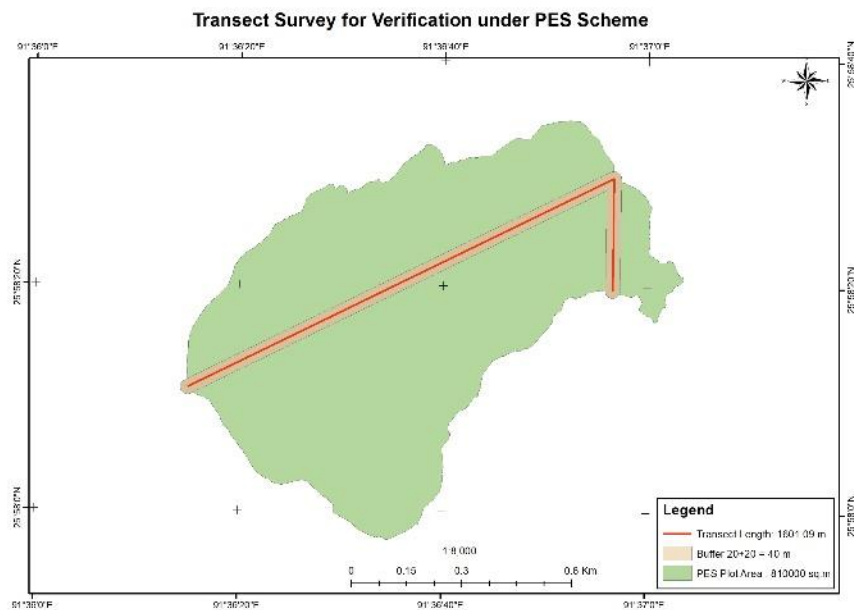 Transect Survey for Verification under PES Scheme
91°36'0"E 91°36'20"E 91°36'40"E 91°37'0"E
25°58'40"N
25°58'20"N 25°58'20"N
25°58'0"N 25°58'0"N
Legend
Transect Length: 1601.09 m
Buffer 20+20 = 40 m
PES Plot Area : 810000 sq.m
1:8,000
0 0.15 0.3 0.6 Km
91°36'0"E 91°36'20"E 91°36'40"E 91°37'0"E